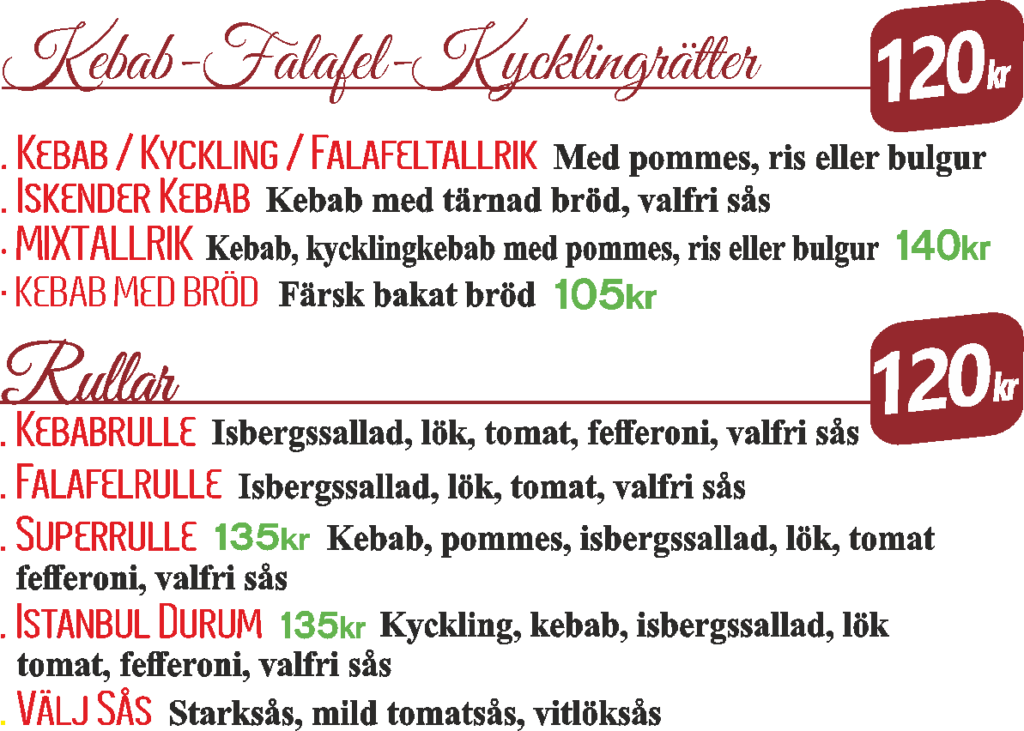 Kebab-Falafel-Kycklingrätter 120kr
. KEBAB / KYCKLING / FALAFELTALLRIK Med pommes, ris eller bulgur
. ISKENDER KEBAB Kebab med tärnad bröd, valfri sås
· MIXTALLRIK Kebab, kycklingkebab med pommes, ris eller bulgur 140kr
· KEBAB MED BRÖD Färsk bakat bröd 105kr
Rullar 120kr
. KEBABRULLE Isbergssallad, lök, tomat, fefferoni, valfri sås
. FALAFELRULLE Isbergssallad, lök, tomat, valfri sås
. SUPERRULLE 135kr Kebab, pommes, isbergssallad, lök, tomat
fefferoni, valfri sås
. ISTANBUL DURUM 135kr Kyckling, kebab, isbergssallad, lök
tomat, fefferoni, valfri sås
. VÄLJ SÅS Starksås, mild tomatsås, vitlöksås